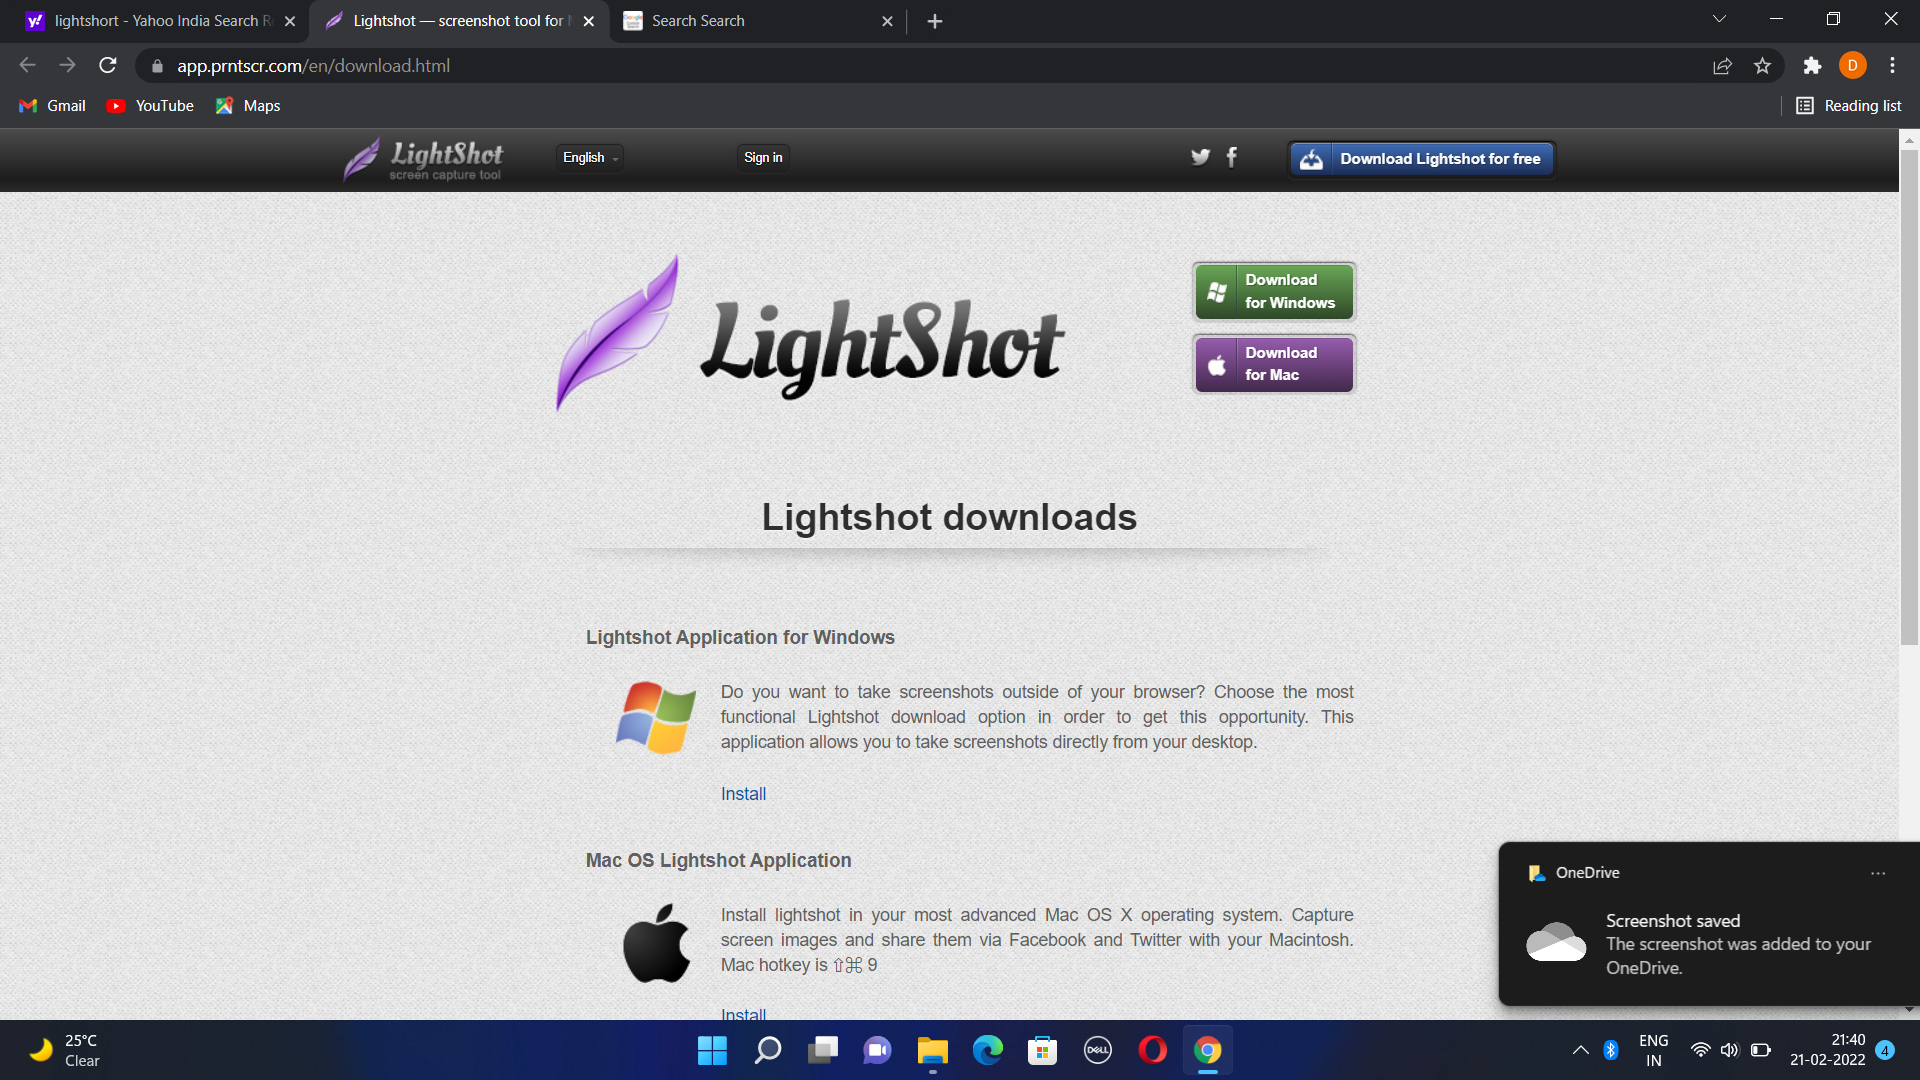 lightshort - Yahoo India Search R
Lightshot — screenshot tool for
Search Search
app.prntscr.com/en/download.html
Gmail
YouTube
Maps
Reading list
D
LightShot
screen capture tool
English
Sign in
Download Lightshot for free
LightShot
Download
for Windows
Download
for Mac
Lightshot downloads
Lightshot Application for Windows
Do you want to take screenshots outside of your browser? Choose the most
functional Lightshot download option in order to get this opportunity. This
application allows you to take screenshots directly from your desktop.
Install
Mac OS Lightshot Application
Install lightshot in your most advanced Mac OS X operating system. Capture
screen images and share them via Facebook and Twitter with your Macintosh.
Mac hotkey is ⇧⌘ 9
Install
OneDrive
Screenshot saved
The screenshot was added to your
OneDrive.
25°C
Clear
DELL
ENG
IN
21:40
21-02-2022
4